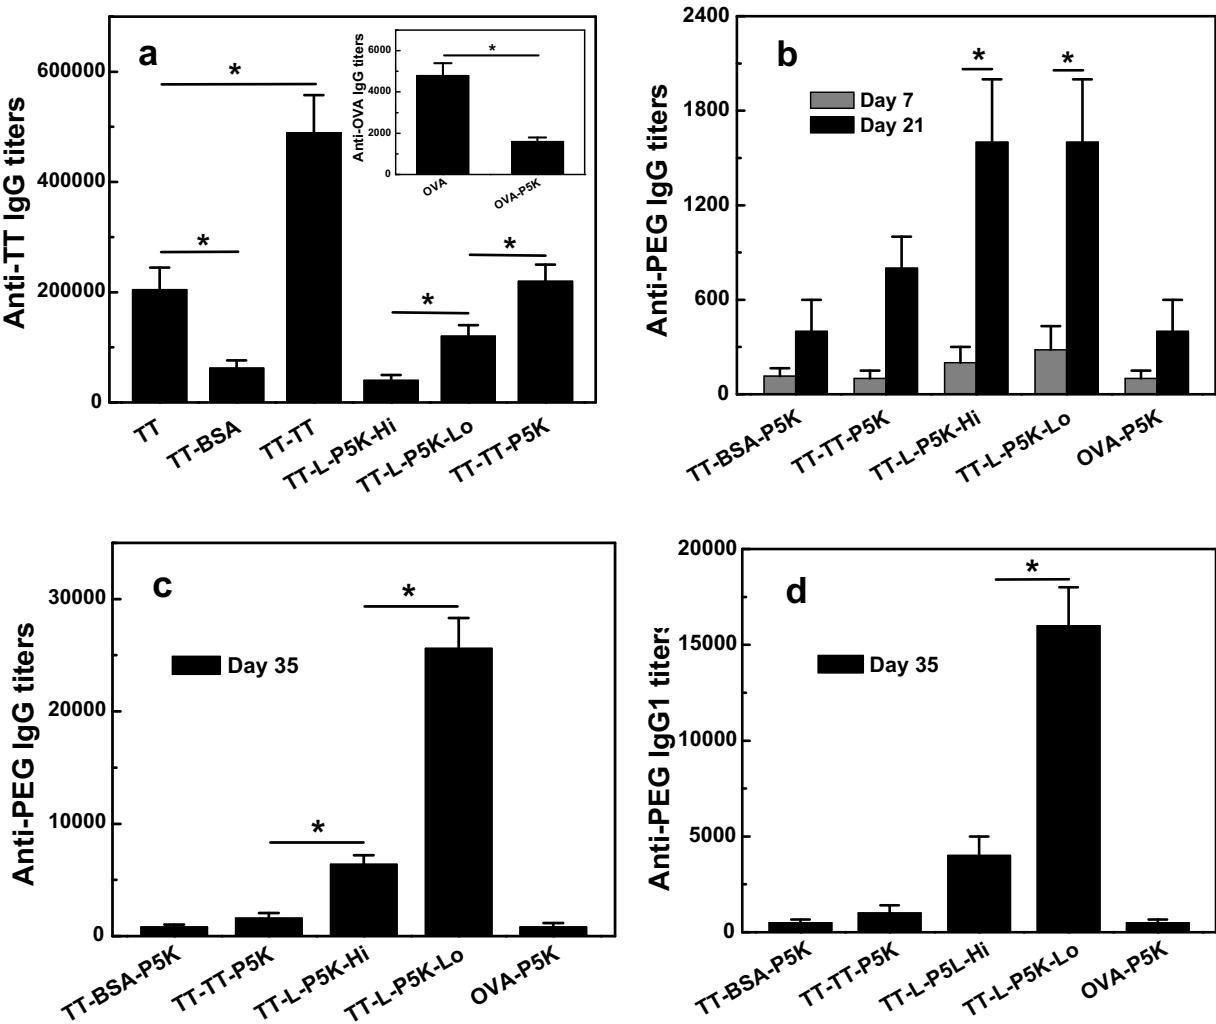 a
Anti-TT IgG titers
600000
400000
200000
0
*
*
*
*
*
TT
TT-BSA
TT-TT
TT-L-P5K-Hi
TT-L-P5K-Lo
TT-TT-P5K
Anti-OVA IgG titers
6000
4000
2000
0
*
OVA
OVA-P5K
b
Anti-PEG IgG titers
2400
1800
1200
600
0
Day 7
Day 21
*
*
TT-BSA-P5K
TT-TT-P5K
TT-L-P5K-Hi
TT-L-P5K-Lo
OVA-P5K
c
Anti-PEG IgG titers
30000
20000
10000
0
Day 35
*
*
TT-BSA-P5K
TT-TT-P5K
TT-L-P5K-Hi
TT-L-P5K-Lo
OVA-P5K
d
Anti-PEG IgG1 titers
20000
15000
10000
5000
0
Day 35
*
TT-BSA-P5K
TT-TT-P5K
TT-L-P5L-Hi
TT-L-P5K-Lo
OVA-P5K